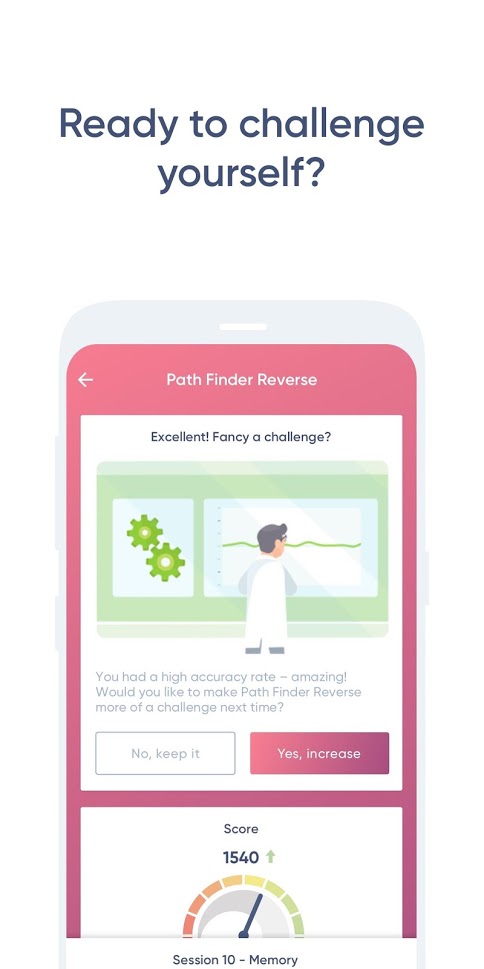 Ready to challenge
yourself?
Path Finder Reverse
Excellent! Fancy a challenge?
You had a high accuracy rate – amazing!
Would you like to make Path Finder Reverse
more of a challenge next time?
No, keep it
Yes, increase
Score
1540
Session 10 - Memory